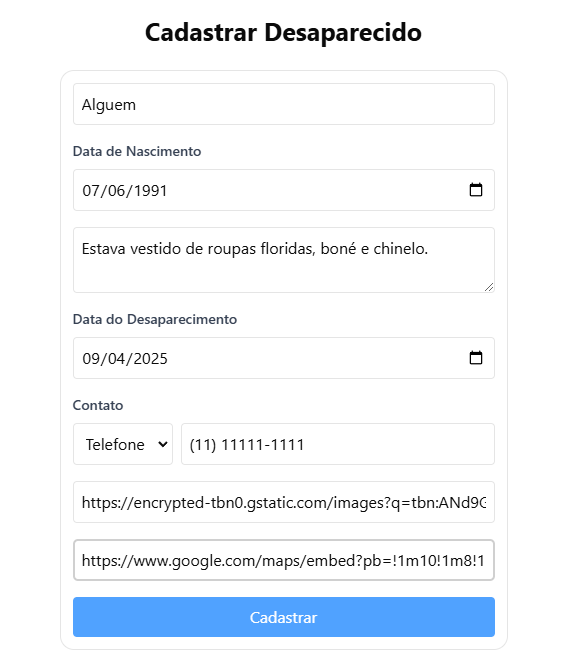 Cadastrar Desaparecido
Alguem
Data de Nascimento
07/06/1991
Estava vestido de roupas floridas, boné e chinelo.
Data do Desaparecimento
09/04/2025
Contato
Telefone (11) 11111-1111
https://encrypted-tbn0.gstatic.com/images?q=tbn:ANd9G
https://www.google.com/maps/embed?pb=!1m10!1m8!1
Cadastrar